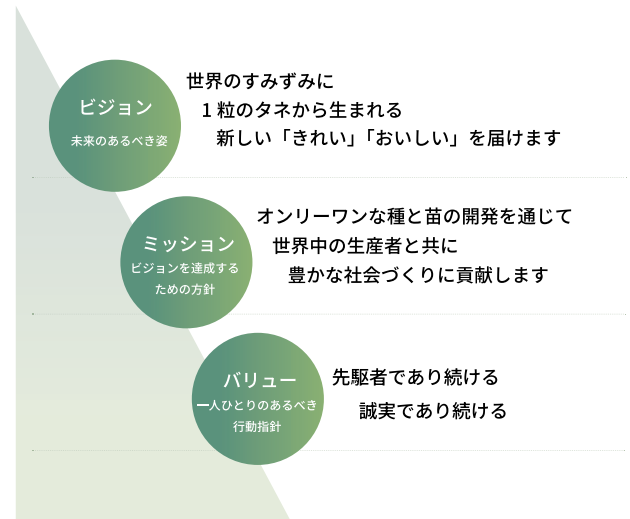 ビジョン
未来のあるべき姿
世界のすみずみに
1 粒のタネから生まれる
新しい「きれい」「おいしい」を届けます
ミッション
ビジョンを達成する
ための方針
オンリーワンな種と苗の開発を通じて
世界中の生産者と共に
豊かな社会づくりに貢献します
バリュー
一人ひとりのあるべき
行動指針
先駆者であり続ける
誠実であり続ける